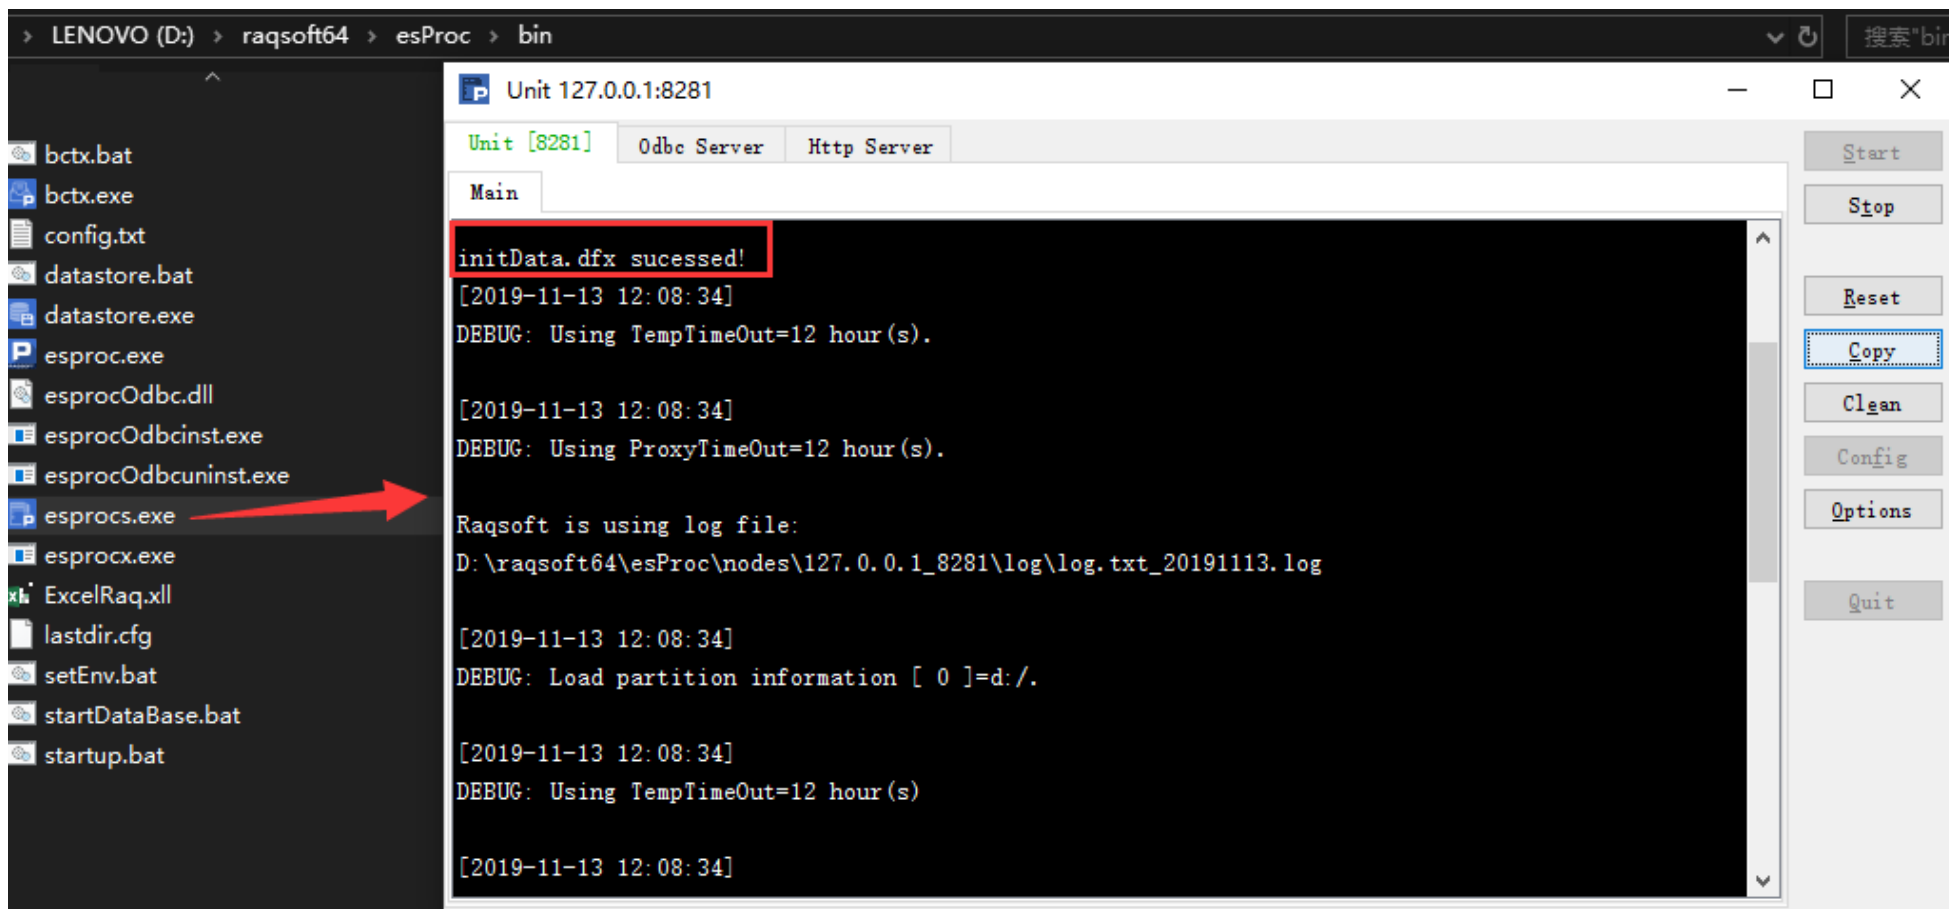 › LENOVO (D:) › raqsoft64 › esProc › bin
搜索"bin
bctx.bat
bctx.exe
config.txt
datastore.bat
datastore.exe
esproc.exe
esprocOdbc.dll
esprocOdbcinst.exe
esprocOdbcuninst.exe
esprocs.exe
esprocx.exe
ExcelRaq.xll
lastdir.cfg
setEnv.bat
startDataBase.bat
startup.bat
Unit 127.0.0.1:8281
Unit [8281] Odbc Server Http Server
Main
initData.dfx sucessed!
[2019-11-13 12:08:34]
DEBUG: Using TempTimeOut=12 hour(s).
[2019-11-13 12:08:34]
DEBUG: Using ProxyTimeOut=12 hour(s).
Raqsoft is using log file:
D:\raqsoft64\esProc\nodes\127.0.0.1_8281\log\log.txt_20191113.log
[2019-11-13 12:08:34]
DEBUG: Load partition information [ 0 ]=d:/.
[2019-11-13 12:08:34]
DEBUG: Using TempTimeOut=12 hour(s)
[2019-11-13 12:08:34]
Start
Stop
Reset
Copy
Clean
Config
Options
Quit